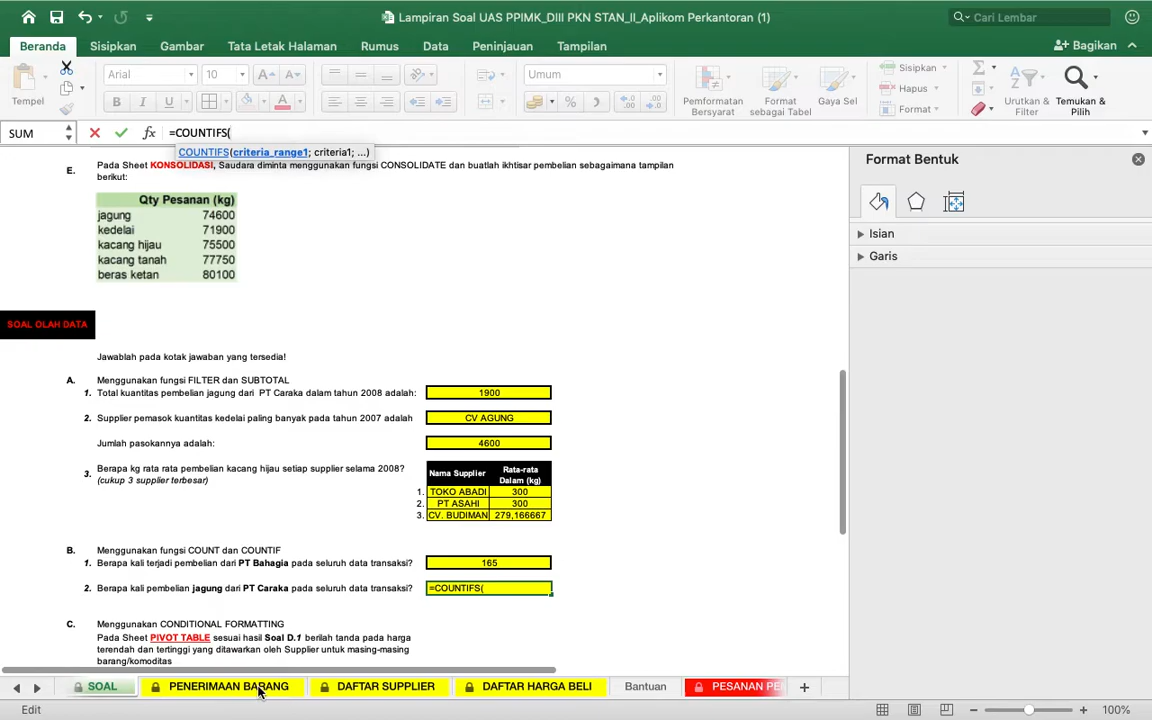 Lampiran Soal UAS PPIMK_DIII PKN STAN_II_Aplikom Perkantoran (1)
Cari Lembar
Beranda Sisipkan Gambar Tata Letak Halaman Rumus Data Peninjauan Tampilan
Bagikan
Arial 10
Umum
Tempel
B I U
Pemformatan Bersyarat
Format sebagai Tabel
Gaya Sel
Sisipkan
Hapus
Format
Urutkan & Filter
Temukan & Pilih
SUM
fx =COUNTIFS(
COUNTIFS(criteria_range1; criteria1; ...)
E. Pada Sheet KONSOLIDASI, Saudara diminta menggunakan fungsi CONSOLIDATE dan buatlah ikhtisar pembelian sebagaimana tampilan
berikut:
Qty Pesanan (kg)
jagung 74600
kedelai 71900
kacang hijau 75500
kacang tanah 77750
beras ketan 80100
SOAL OLAH DATA
Jawablah pada kotak jawaban yang tersedia!
A. Menggunakan fungsi FILTER dan SUBTOTAL
1. Total kuantitas pembelian jagung dari PT Caraka dalam tahun 2008 adalah: 1900
2. Supplier pemasok kuantitas kedelai paling banyak pada tahun 2007 adalah CV AGUNG
Jumlah pasokannya adalah: 4600
3. Berapa kg rata rata pembelian kacang hijau setiap supplier selama 2008?
(cukup 3 supplier terbesar)
Nama Supplier Rata-rata Dalam (kg)
1. TOKO ABADI 300
2. PT ASAHI 300
3. CV. BUDIMAN 279,166667
B. Menggunakan fungsi COUNT dan COUNTIF
1. Berapa kali terjadi pembelian dari PT Bahagia pada seluruh data transaksi? 165
2. Berapa kali pembelian jagung dari PT Caraka pada seluruh data transaksi? =COUNTIFS(
C. Menggunakan CONDITIONAL FORMATTING
Pada Sheet PIVOT TABLE sesuai hasil Soal D.1 berilah tanda pada harga
terendah dan tertinggi yang ditawarkan oleh Supplier untuk masing-masing
barang/komoditas
Format Bentuk
Isian
Garis
SOAL PENERIMAAN BARANG DAFTAR SUPPLIER DAFTAR HARGA BELI Bantuan PESANAN PE
Edit
100%